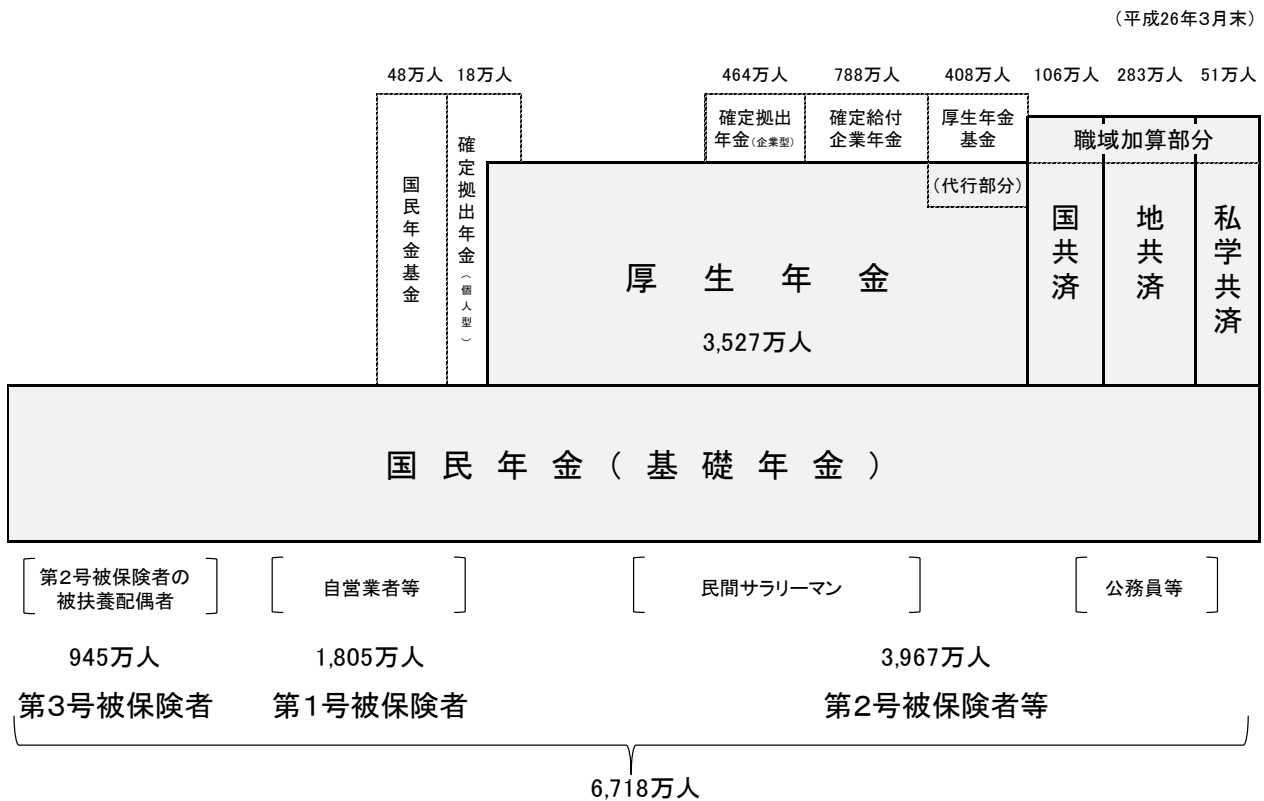 （平成26年3月末）
48万人 18万人 464万人 788万人 408万人 106万人 283万人 51万人
国民年金基金
確定拠出年金（個人型）
確定拠出
年金（企業型）
確定給付
企業年金
厚生年金
基金
（代行部分）
職域加算部分
厚生年金
3,527万人
国共済
地共済
私学共済
国民年金（基礎年金）
第2号被保険者の
被扶養配偶者
自営業者等
民間サラリーマン
公務員等
945万人 1,805万人 3,967万人
第3号被保険者 第1号被保険者 第2号被保険者等
6,718万人